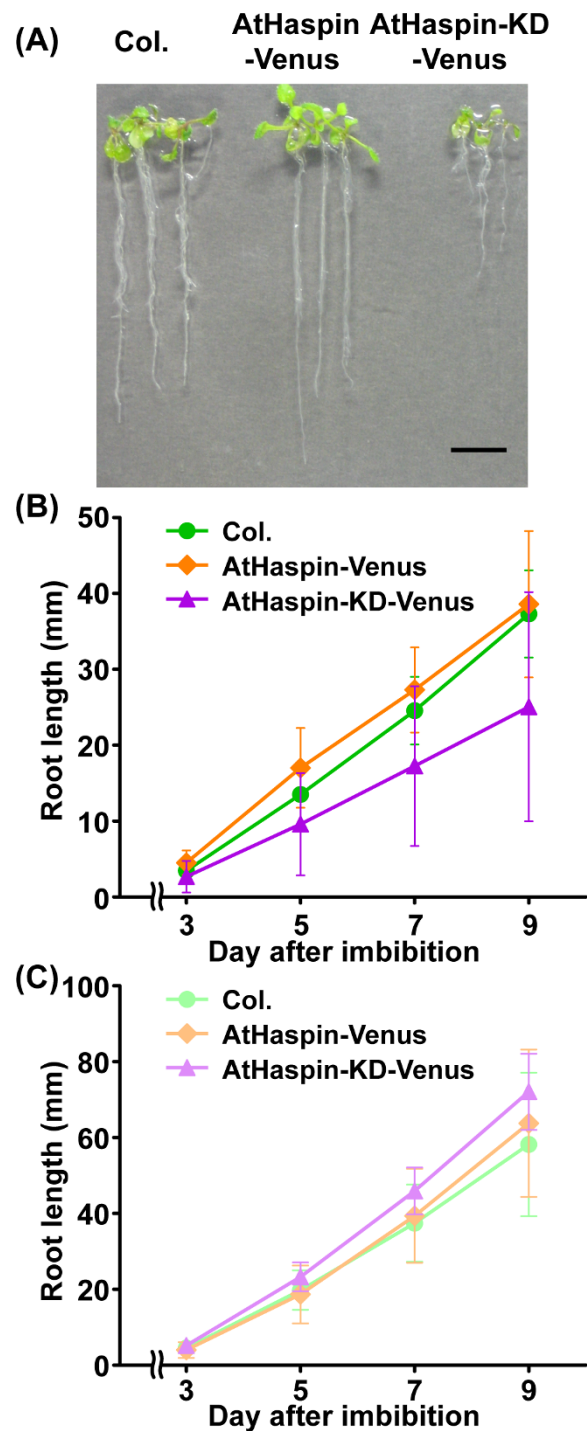 (A)
Col.
AtHaspin
-Venus
AtHaspin-KD
-Venus
(B)
50
40
30
20
10
0
Root length (mm)
Col.
AtHaspin-Venus
AtHaspin-KD-Venus
3 5 7 9
Day after imbibition
(C)
100
80
60
40
20
0
Root length (mm)
Col.
AtHaspin-Venus
AtHaspin-KD-Venus
3 5 7 9
Day after imbibition